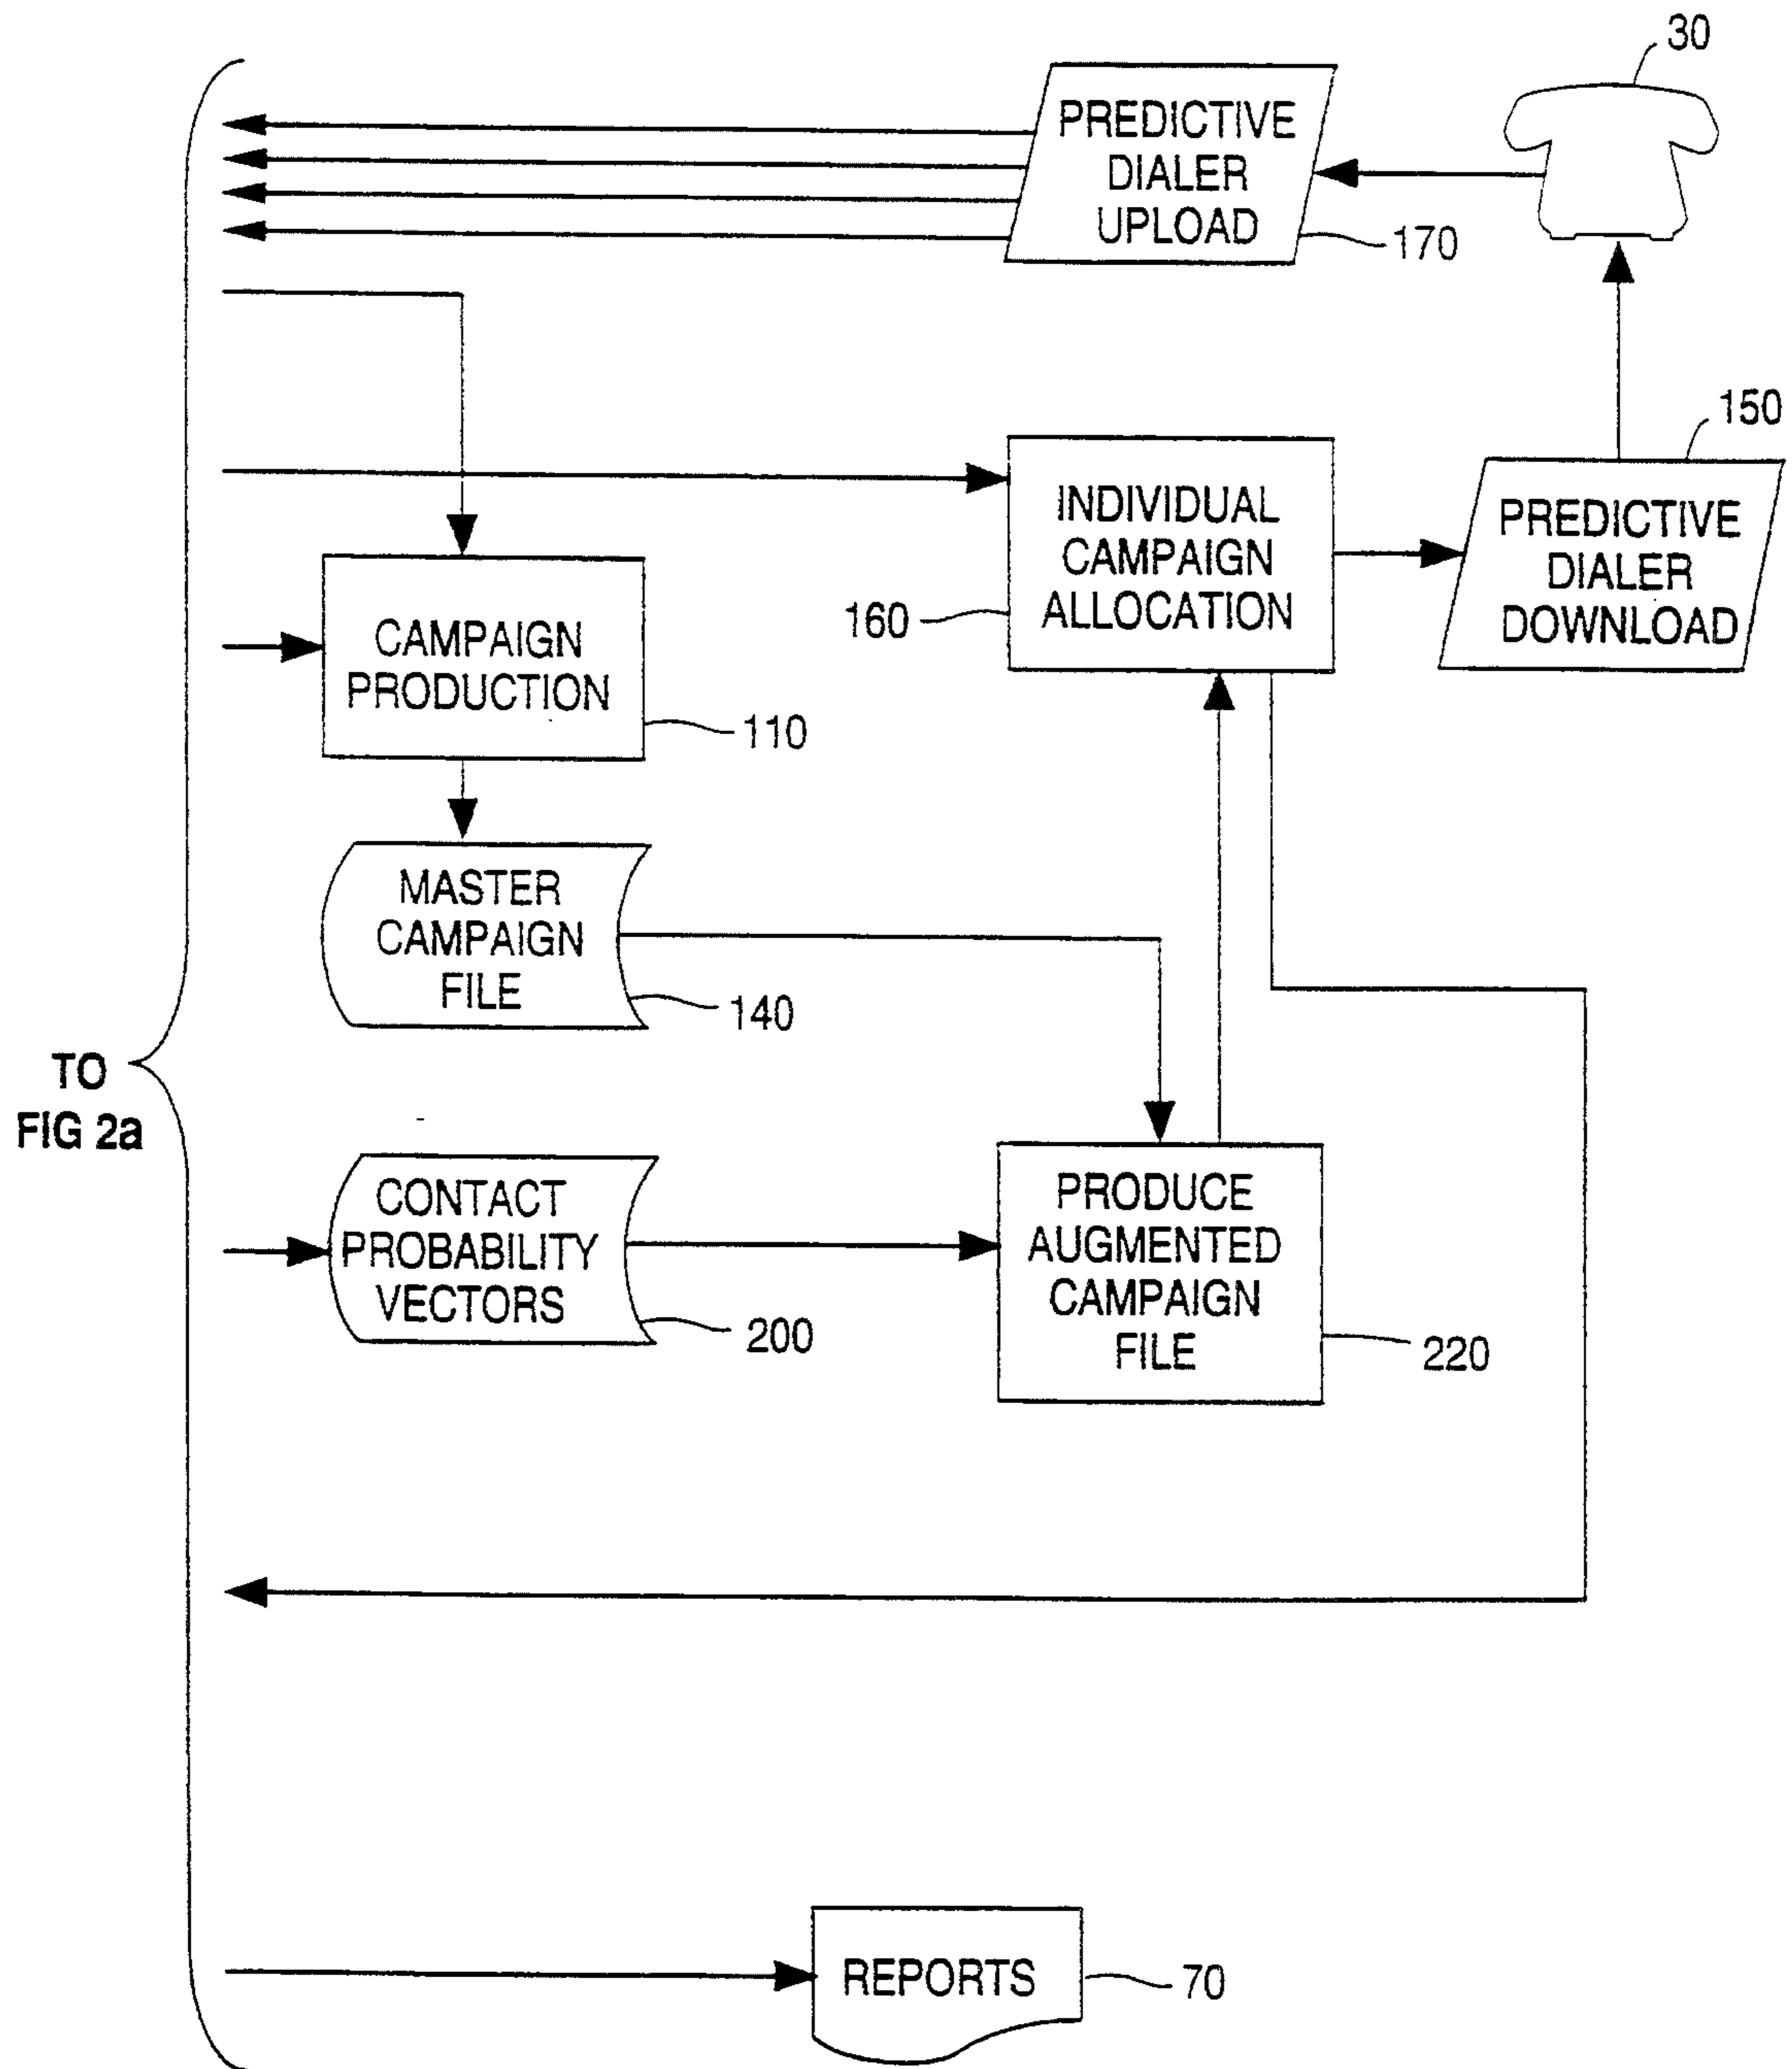 30
PREDICTIVE
DIALER
UPLOAD
170
150
INDIVIDUAL
CAMPAIGN
ALLOCATION
160
PREDICTIVE
DIALER
DOWNLOAD
CAMPAIGN
PRODUCTION
110
MASTER
CAMPAIGN
FILE
140
TO
FIG 2a
CONTACT
PROBABILITY
VECTORS
200
PRODUCE
AUGMENTED
CAMPAIGN
FILE
220
REPORTS
70